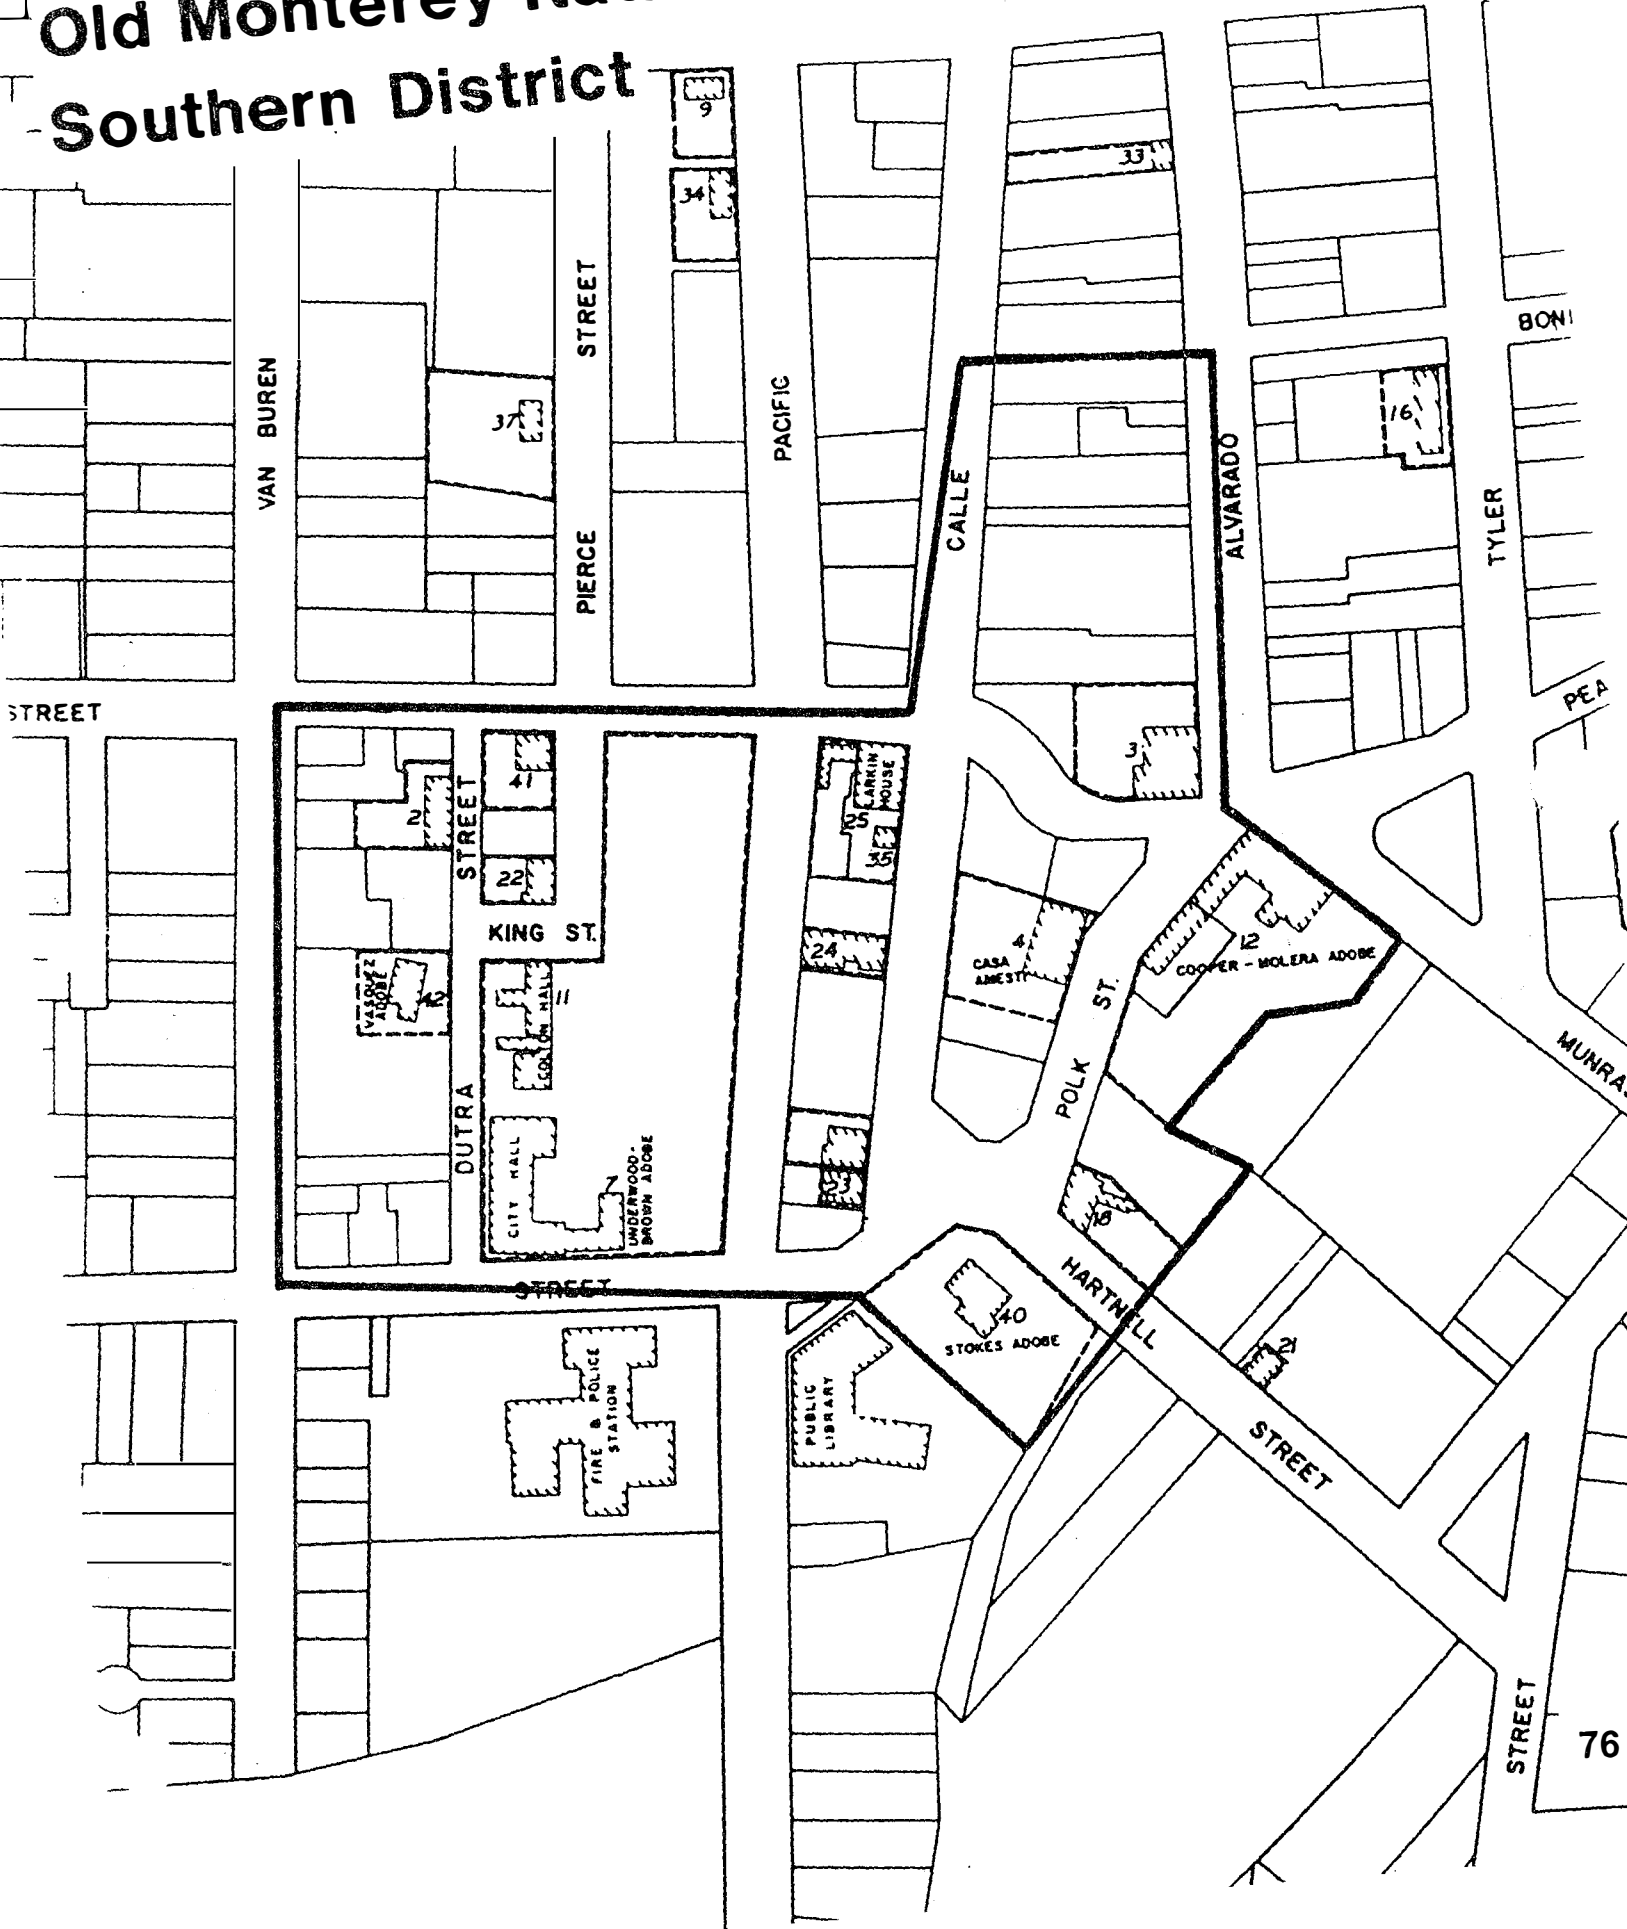 Old Monterey
Southern District
9
34
33
BONI
STREET
VAN BUREN
37
PACIFIC
16
CALLE
ALVARADO
TYLER
PIERCE
PEA
STREET
3
LARKIN
HOUSE
2
STREET
41
25
35
22
KING ST.
24
4
CASA
AMESTI
12
COOPER - MOLERA ADOBE
VASQUEZ
ADOBE
42
11
COLTON HALL
ST.
POLK
MUNRA
DUTRA
CITY HALL
7
UNDERWOOD-
BROWN ADOBE
18
HARTNELL
STREET
40
STOKES ADOBE
21
FIRE & POLICE
STATION
PUBLIC
LIBRARY
STREET
STREET
76